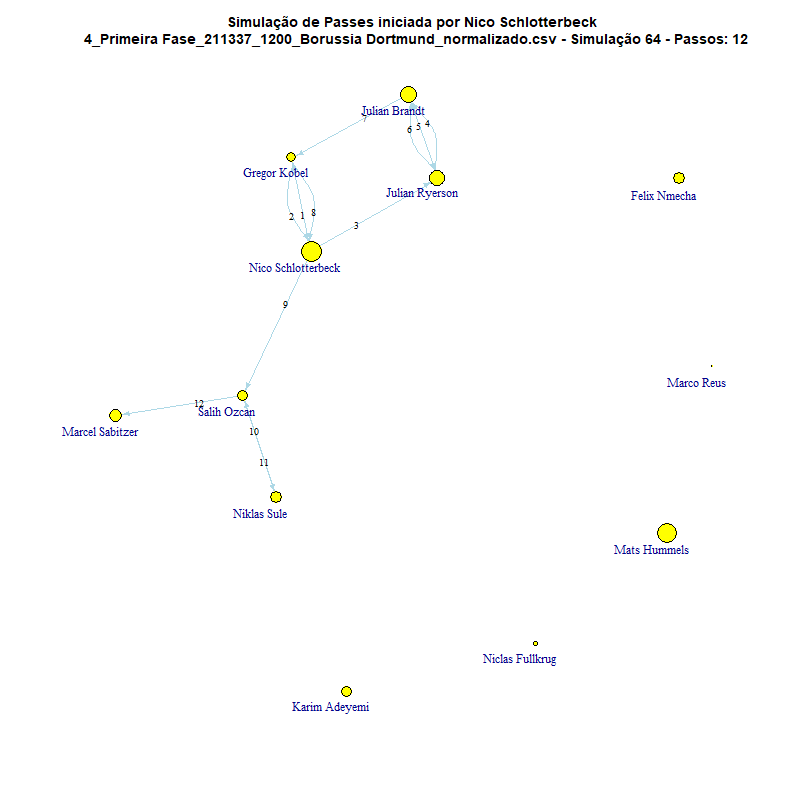 Simulação de Passes iniciada por Nico Schlotterbeck
4_Primeira Fase_211337_1200_Borussia Dortmund_normalizado.csv - Simulação 64 - Passos: 12
Julian Brandt
7
6
5
4
Gregor Kobel
Julian Ryerson
Felix Nmecha
2
1
8
3
Nico Schlotterbeck
9
Marco Reus
12
Salih Ozcan
Marcel Sabitzer
10
11
Niklas Sule
Mats Hummels
Niclas Fullkrug
Karim Adeyemi